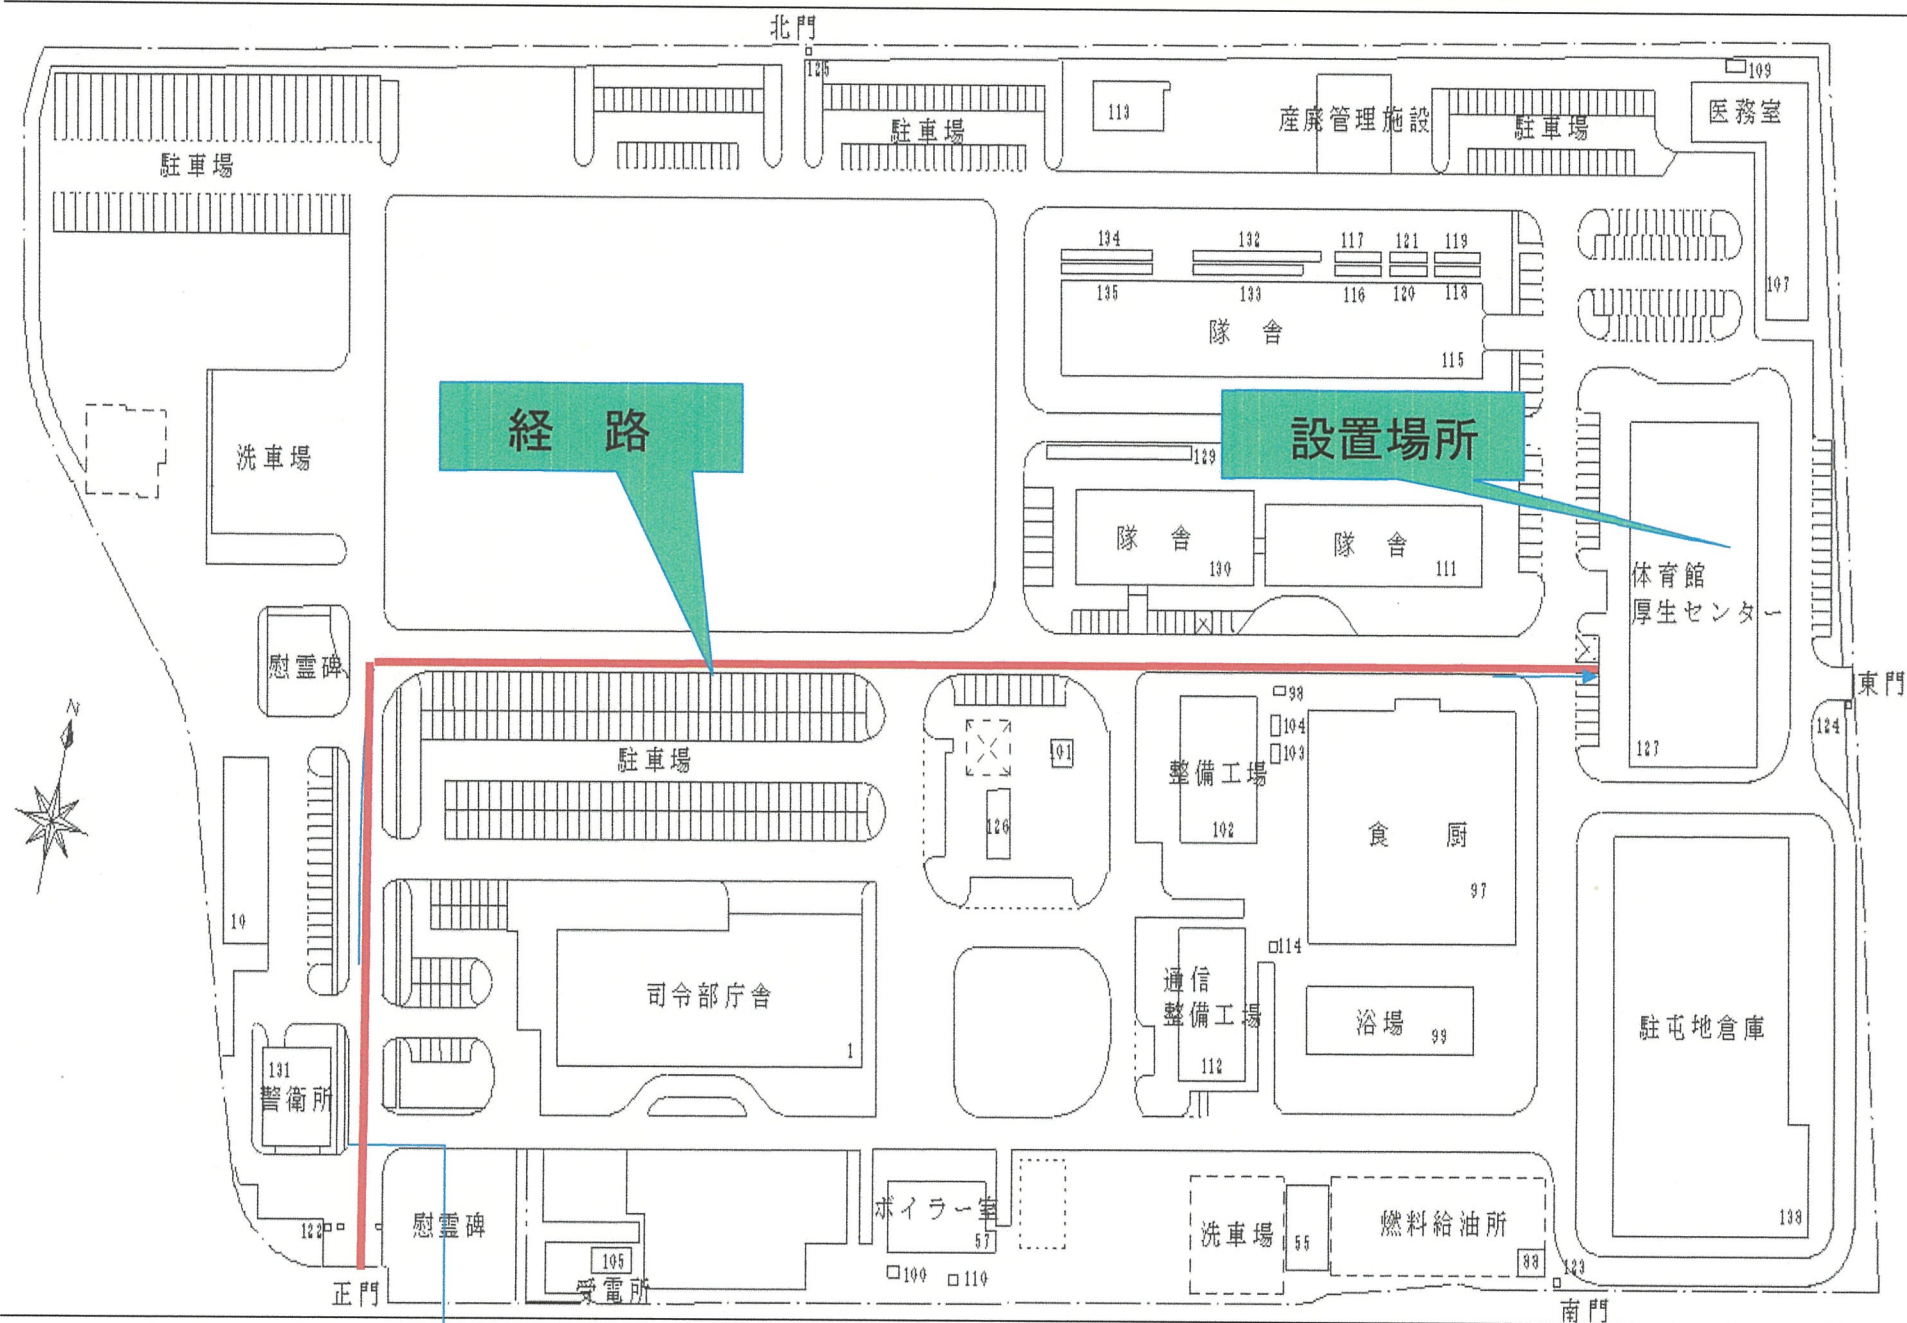 北門
125
109
113
産廃管理施設
医務室
駐車場
駐車場
駐車場
134
132
117
121
119
135
133
116
120
118
107
隊 舎
115
経 路
設置場所
洗車場
129
隊 舎
130
隊 舎
111
体育館
厚生センター
慰霊碑
N
98
東門
104
124
103
101
127
駐車場
整備工場
126
102
食 厨
97
10
114
通信
整備工場
司令部庁舎
1
浴場
99
駐屯地倉庫
112
131
警衛所
122
慰霊碑
ボイラー室
57
洗車場
55
燃料給油所
138
105
受電所
100
110
88
123
正門
南門